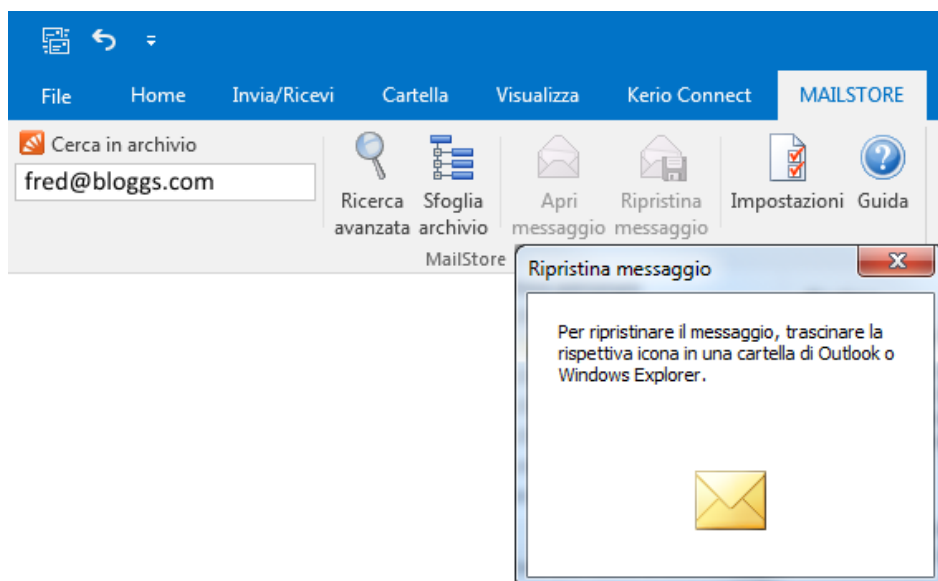 File Home Invia/Ricevi Cartella Visualizza Kerio Connect MAILSTORE
Cerca in archivio
fred@bloggs.com
Ricerca avanzata
Sfoglia archivio
Apri messaggio
Ripristina messaggio
Impostazioni
Guida
MailStore
Ripristina messaggio
Per ripristinare il messaggio, trascinare la
rispettiva icona in una cartella di Outlook o
Windows Explorer.